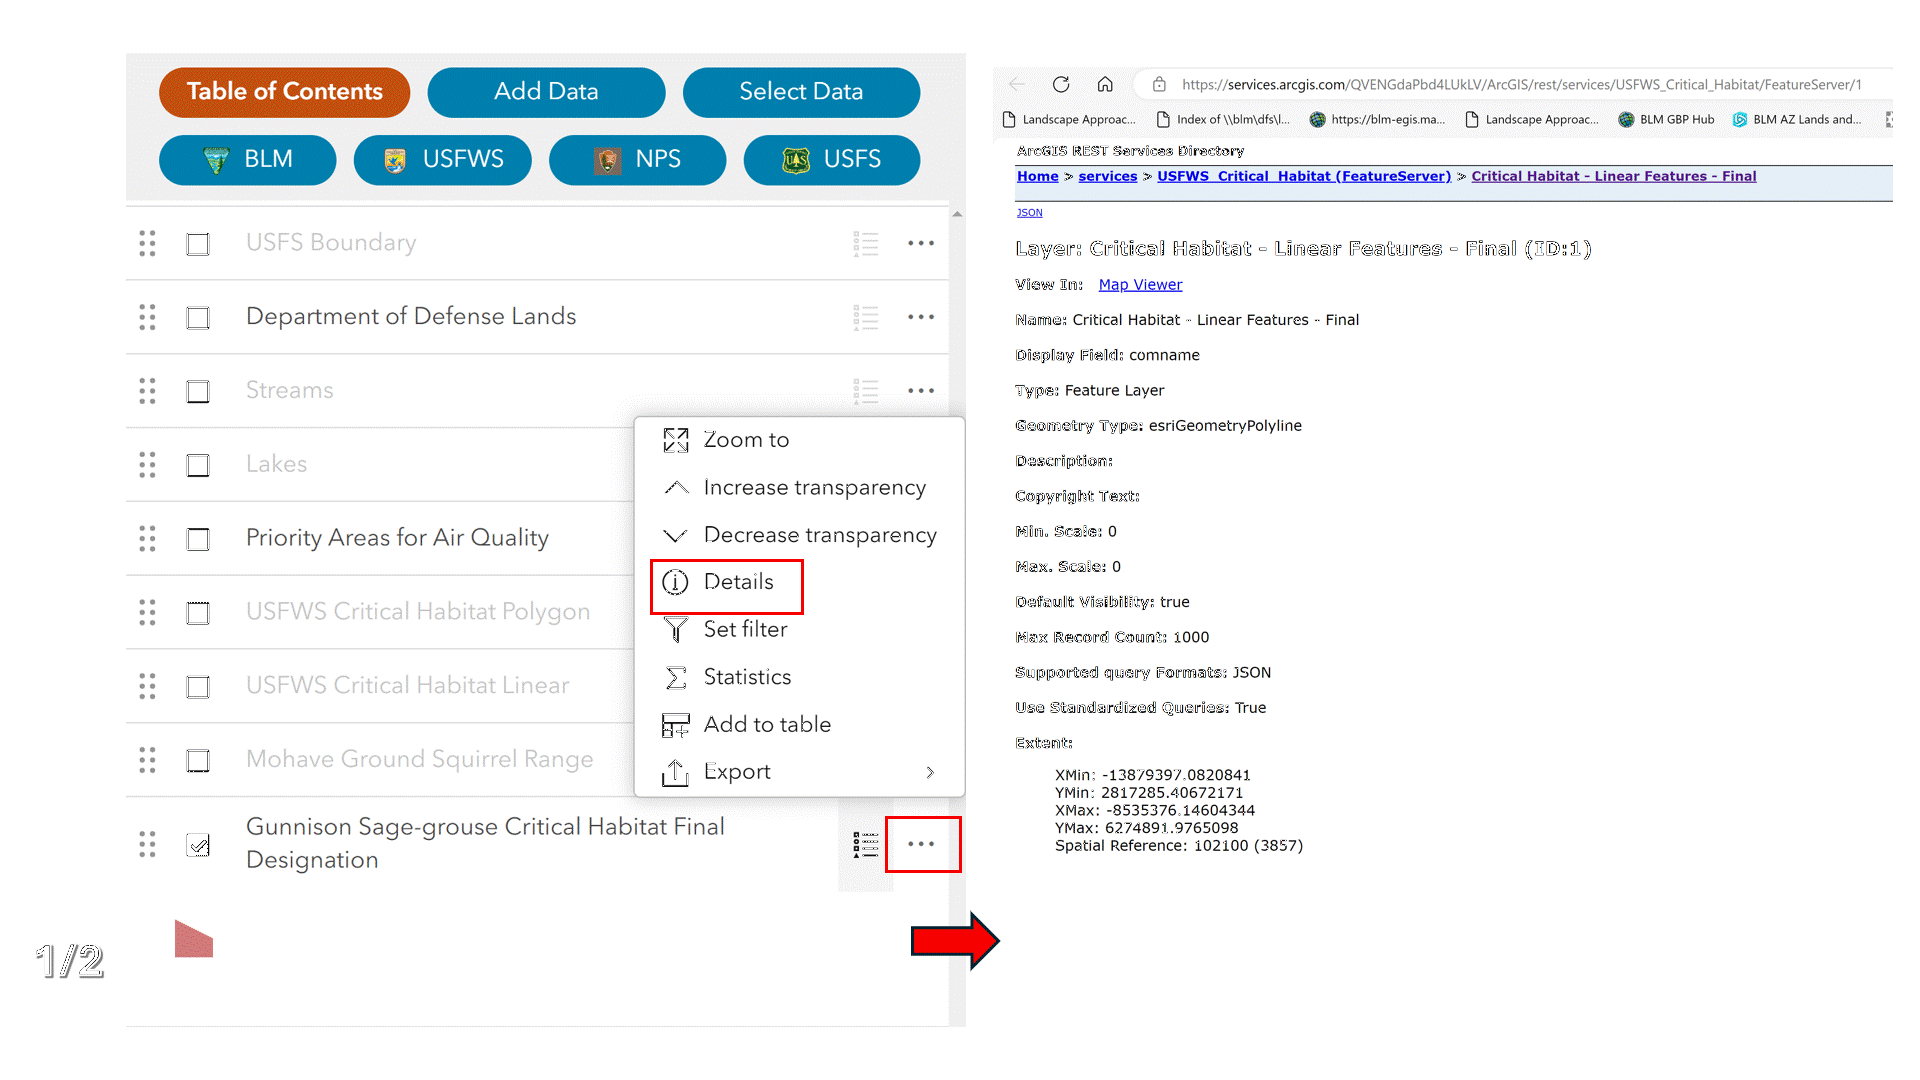 Table of Contents
Add Data
Select Data
BLM
USFWS
NPS
USFS
USFS Boundary
Department of Defense Lands
Streams
Lakes
Priority Areas for Air Quality
USFWS Critical Habitat Polygon
USFWS Critical Habitat Linear
Mohave Ground Squirrel Range
Gunnison Sage-grouse Critical Habitat Final
Designation
Zoom to
Increase transparency
Decrease transparency
Details
Set filter
Statistics
Add to table
Export
1/2
https://services.arcgis.com/QVENGdaPbd4LUkLV/ArcGIS/rest/services/USFWS_Critical_Habitat/FeatureServer/1
Landscape Approac...
Index of \\blm\dfs\l...
https://blm-egis.ma...
Landscape Approac...
BLM GBP Hub
BLM AZ Lands and...
ArcGIS REST Services Directory
Home > services > USFWS_Critical_Habitat (FeatureServer) > Critical Habitat - Linear Features - Final
JSON
Layer: Critical Habitat - Linear Features - Final (ID:1)
View In: Map Viewer
Name: Critical Habitat - Linear Features - Final
Display Field: comname
Type: Feature Layer
Geometry Type: esriGeometryPolyline
Description:
Copyright Text:
Min. Scale: 0
Max. Scale: 0
Default Visibility: true
Max Record Count: 1000
Supported query Formats: JSON
Use Standardized Queries: True
Extent:
XMin: -13879397.0820841
YMin: 2817285.40672171
XMax: -8535376.14604344
YMax: 6274891.9765098
Spatial Reference: 102100 (3857)